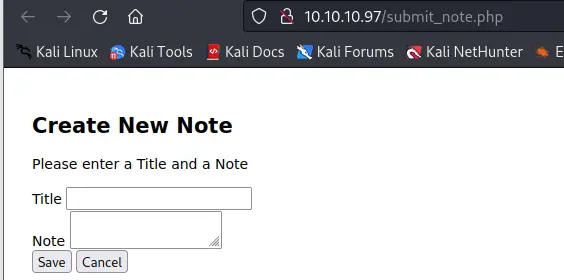 10.10.10.97/submit_note.php
Kali Linux Kali Tools Kali Docs Kali Forums Kali NetHunter E
Create New Note
Please enter a Title and a Note
Title
Note
Save Cancel